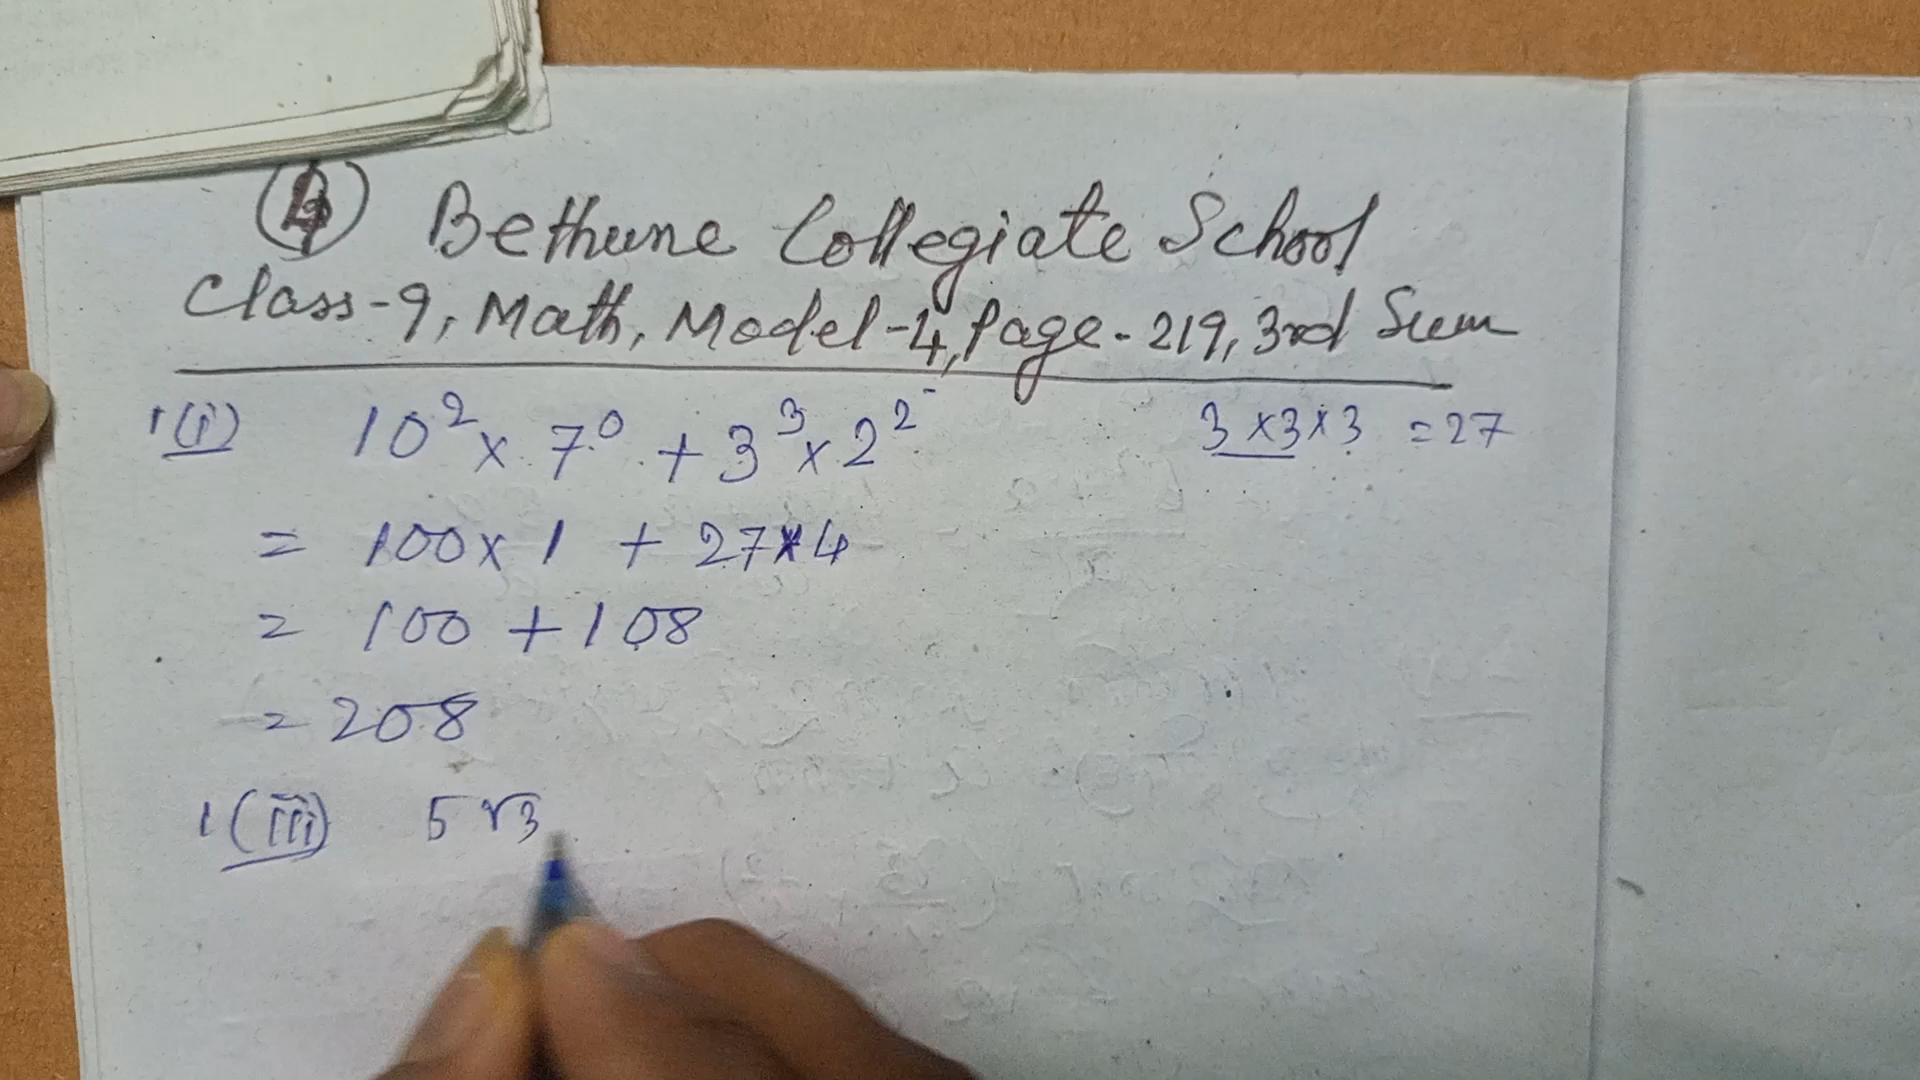 ④ Bethune Collegiate School
Class-9, Math, Model-4, Page-219, 3rd Sum
1(i) 10² × 7⁰ + 3³ × 2²
3 × 3 × 3 = 27
= 100 × 1 + 27 × 4
= 100 + 108
= 208
1(iii) 5√3